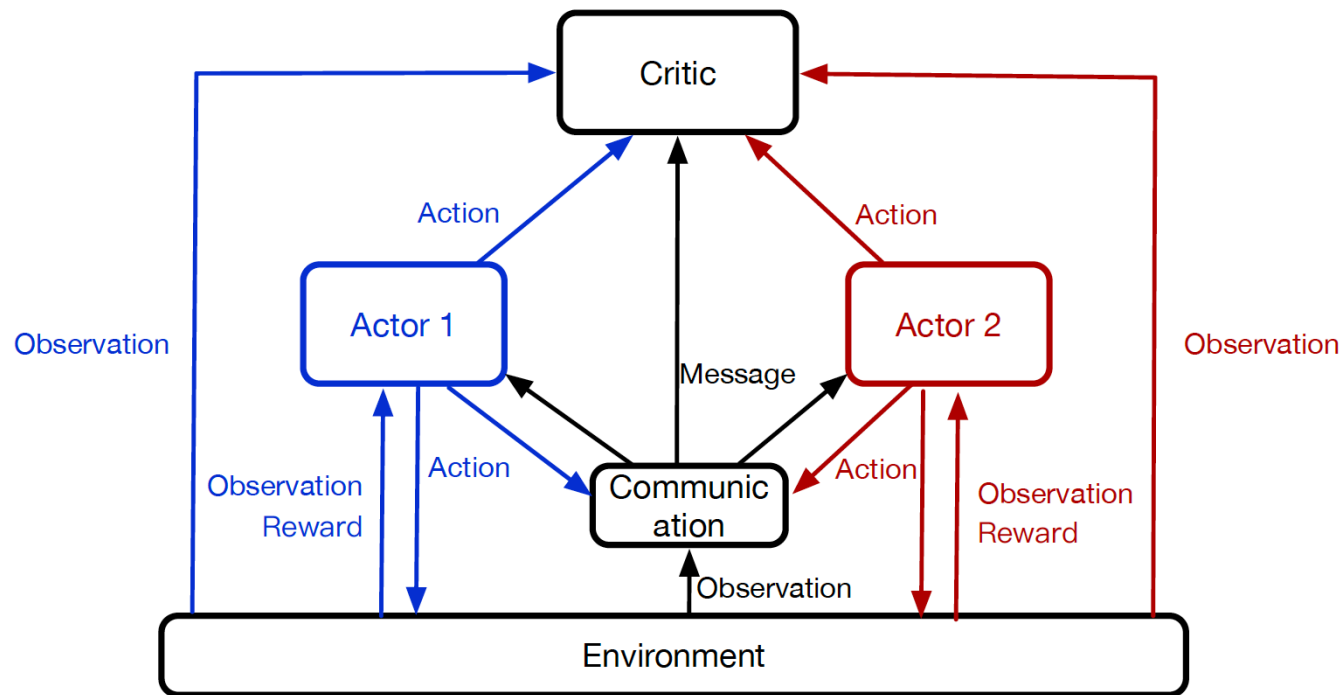 Critic
Action
Action
Actor 1
Actor 2
Observation
Observation
Message
Action
Action
Observation
Reward
Communic
ation
Observation
Reward
Observation
Environment